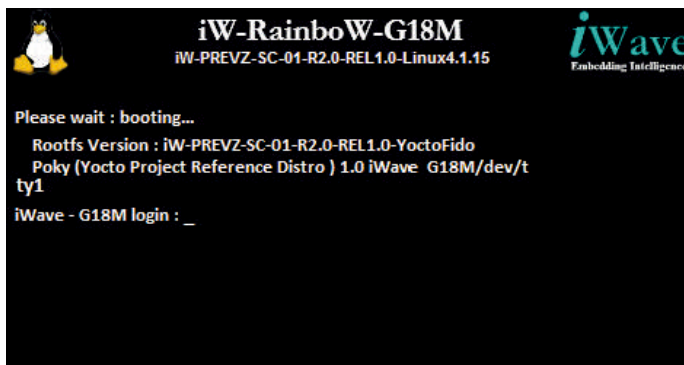 iW-RainboW-G18M
iW-PREVZ-SC-01-R2.0-REL1.0-Linux4.1.15
iWave
Embedding Intelligence
Please wait : booting...
Rootfs Version : iW-PREVZ-SC-01-R2.0-REL1.0-YoctoFido
Poky (Yocto Project Reference Distro ) 1.0 iWave G18M/dev/t
ty1
iWave - G18M login : _